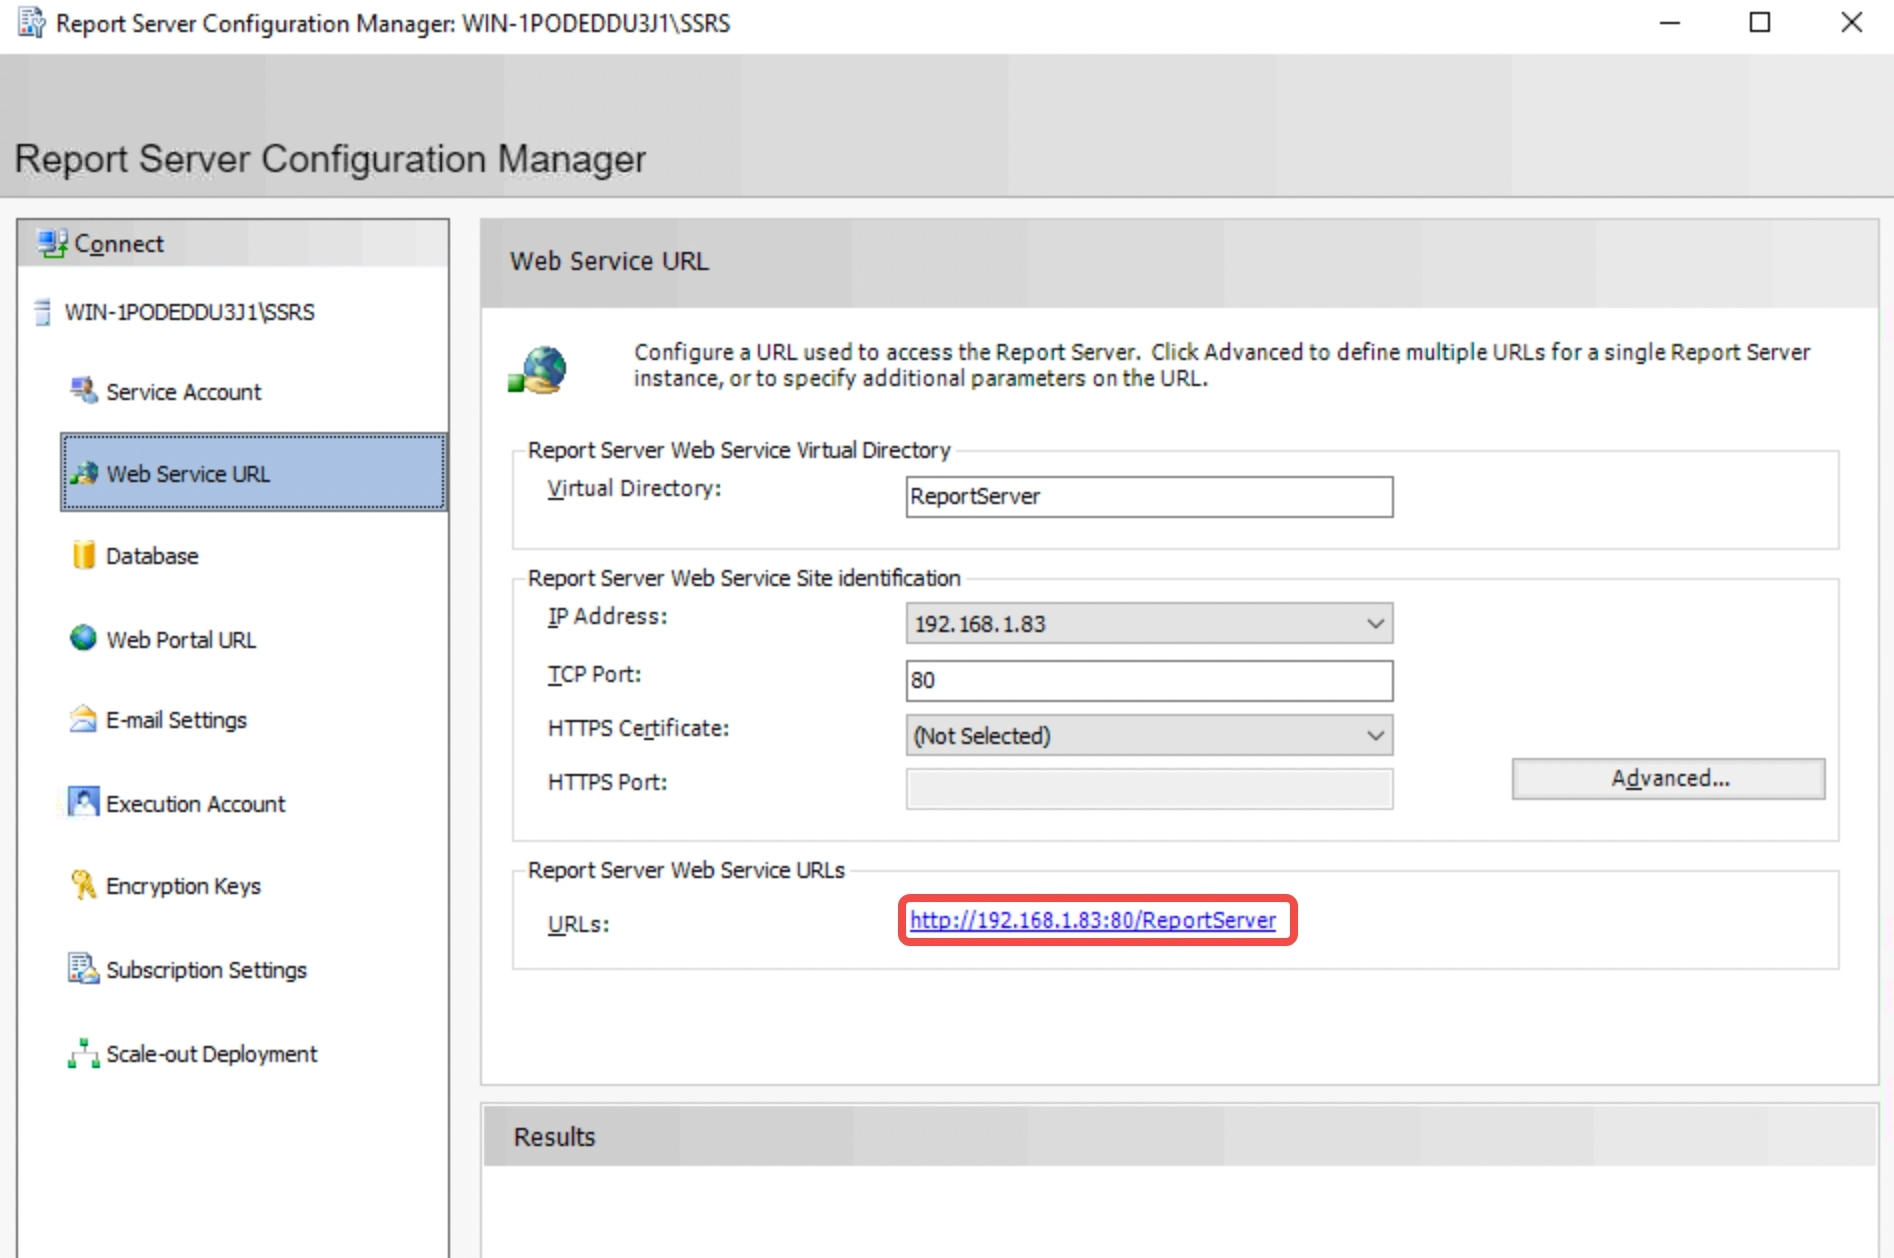 Report Server Configuration Manager: WIN-1PODEDDU3J1\SSRS
Report Server Configuration Manager
Connect
WIN-1PODEDDU3J1\SSRS
Service Account
Web Service URL
Database
Web Portal URL
E-mail Settings
Execution Account
Encryption Keys
Subscription Settings
Scale-out Deployment
Web Service URL
Configure a URL used to access the Report Server.  Click Advanced to define multiple URLs for a single Report Server
instance, or to specify additional parameters on the URL.
Report Server Web Service Virtual Directory
Virtual Directory: ReportServer
Report Server Web Service Site identification
IP Address: 192.168.1.83
TCP Port: 80
HTTPS Certificate: (Not Selected)
HTTPS Port:
Advanced...
Report Server Web Service URLs
URLs: http://192.168.1.83:80/ReportServer
Results